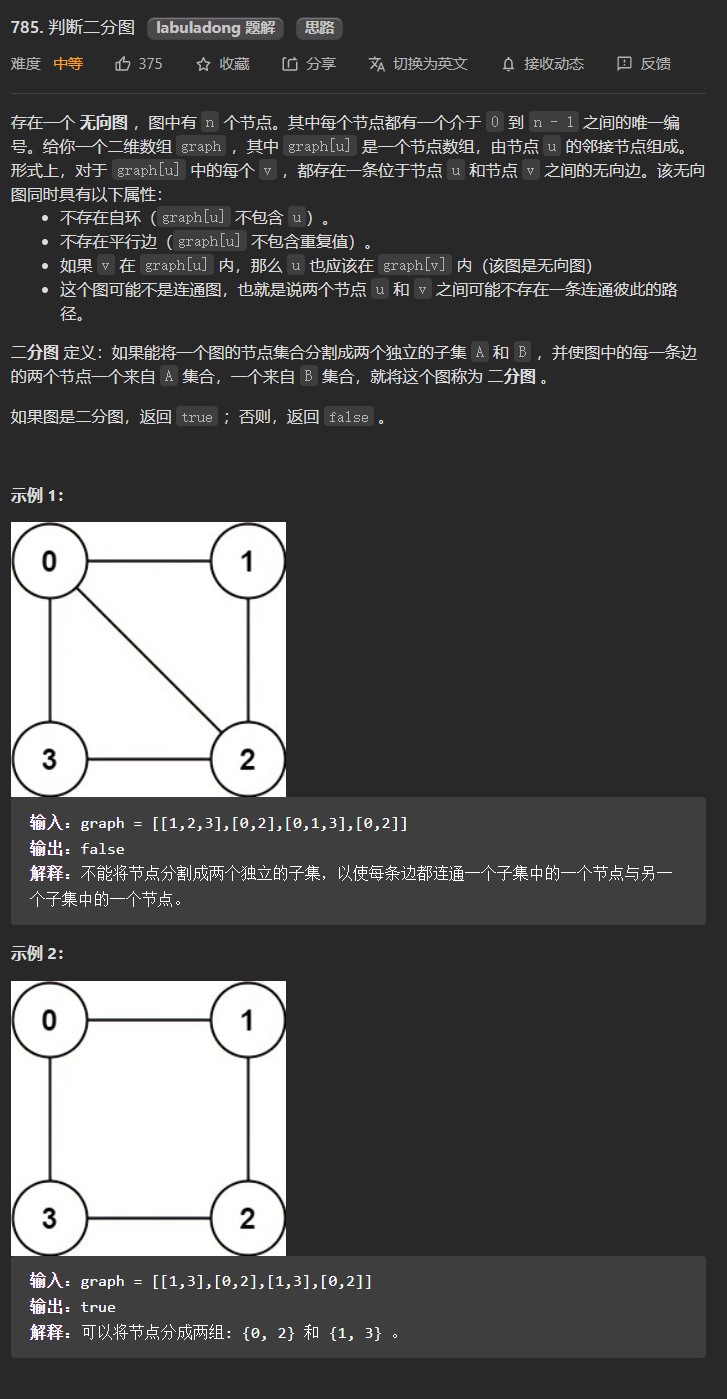 785. 判断二分图 labuladong 题解 思路
难度 中等 375 收藏 分享 切换为英文 接收动态 反馈
存在一个 无向图 ，图中有 n 个节点。其中每个节点都有一个介于 0 到 n - 1 之间的唯一编
号。给你一个二维数组 graph ，其中 graph[u] 是一个节点数组，由节点 u 的邻接节点组成。
形式上，对于 graph[u] 中的每个 v ，都存在一条位于节点 u 和节点 v 之间的无向边。该无向
图同时具有以下属性：
• 不存在自环（graph[u] 不包含 u）。
• 不存在平行边（graph[u] 不包含重复值）。
• 如果 v 在 graph[u] 内，那么 u 也应该在 graph[v] 内（该图是无向图）
• 这个图可能不是连通图，也就是说两个节点 u 和 v 之间可能不存在一条连通彼此的路
径。
二分图 定义：如果能将一个图的节点集合分割成两个独立的子集 A 和 B ，并使图中的每一条边
的两个节点一个来自 A 集合，一个来自 B 集合，就将这个图称为 二分图 。
如果图是二分图，返回 true ；否则，返回 false 。
示例 1：
0 1
3 2
输入：graph = [[1,2,3],[0,2],[0,1,3],[0,2]]
输出：false
解释：不能将节点分割成两个独立的子集，以使每条边都连通一个子集中的一个节点与另一
个子集中的一个节点。
示例 2：
0 1
3 2
输入：graph = [[1,3],[0,2],[1,3],[0,2]]
输出：true
解释：可以将节点分成两组: {0, 2} 和 {1, 3} 。